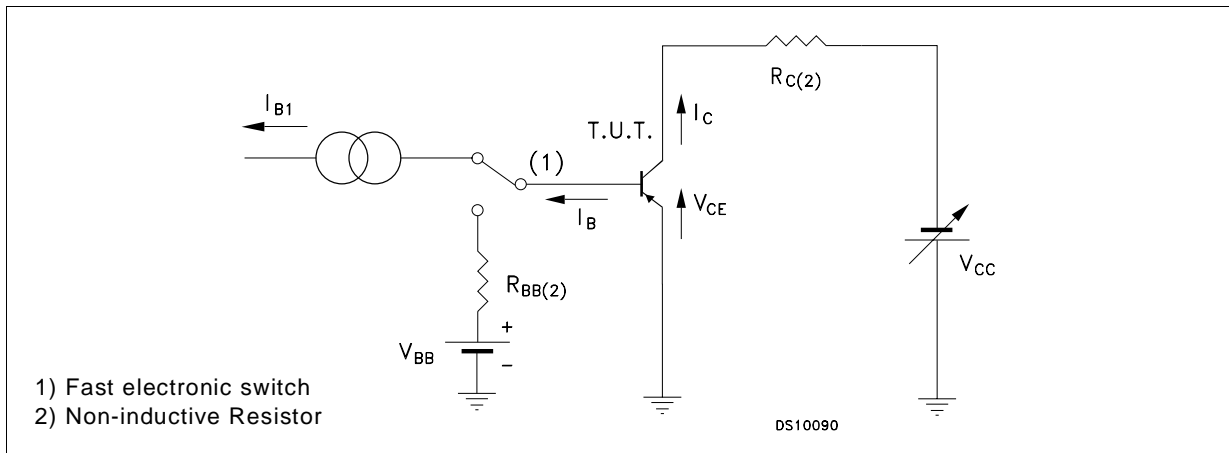 I_B1
(1)
I_B
T.U.T.
I_C
V_CE
R_C(2)
V_CC
R_BB(2)
V_BB
+
−
1) Fast electronic switch
2) Non-inductive Resistor
DS10090